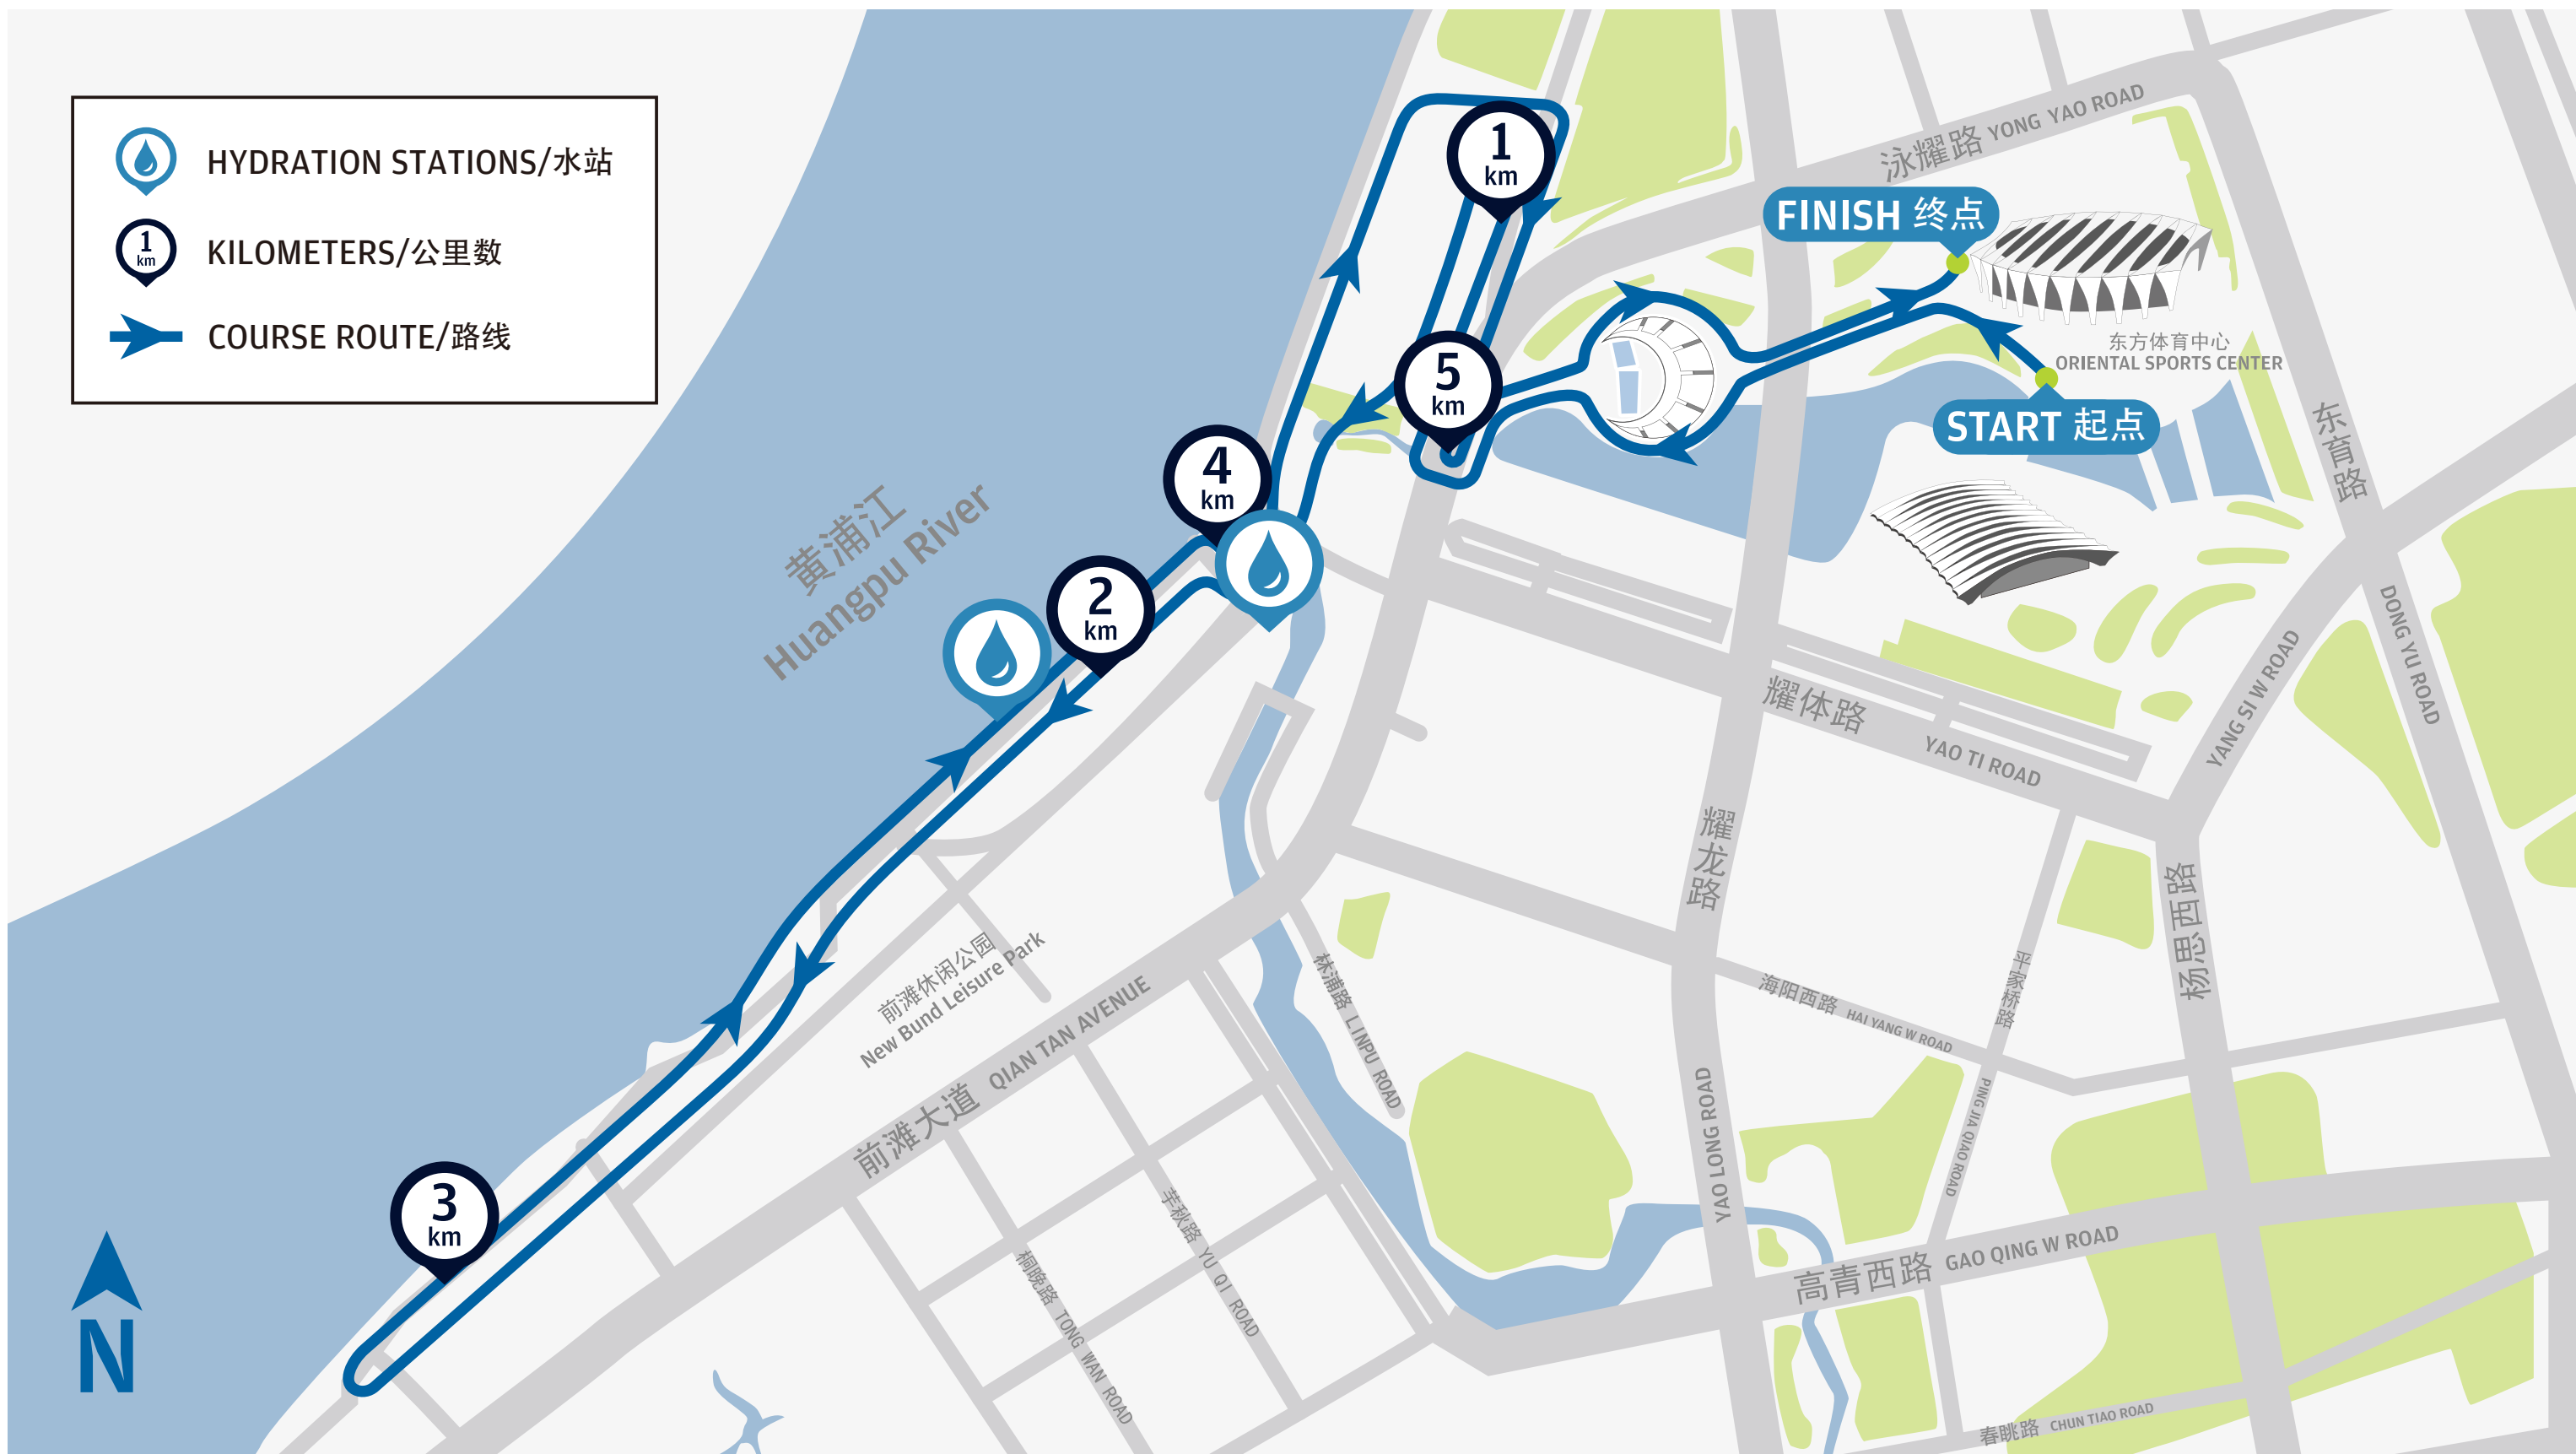 HYDRATION STATIONS/水站
1
km
KILOMETERS/公里数
COURSE ROUTE/路线
1
km
泳耀路 YONG YAO ROAD
FINISH 终点
东方体育中心
ORIENTAL SPORTS CENTER
START 起点
5
km
4
km
东育路
DONG YU ROAD
黄浦江
Huangpu River
2
km
YANG SI W ROAD
杨思西路
耀体路 YAO TI ROAD
耀龙路
YAO LONG ROAD
前滩休闲公园
New Bund Leisure Park
前滩大道 QIAN TAN AVENUE
林浦路 LINPU ROAD
海阳西路 HAI YANG W ROAD
平家桥路
PING JIA QIAO ROAD
3
km
芋秋路 YU QI ROAD
桐晚路 TONG WAN ROAD
高青西路 GAO QING W ROAD
春眺路 CHUN TIAO ROAD
N